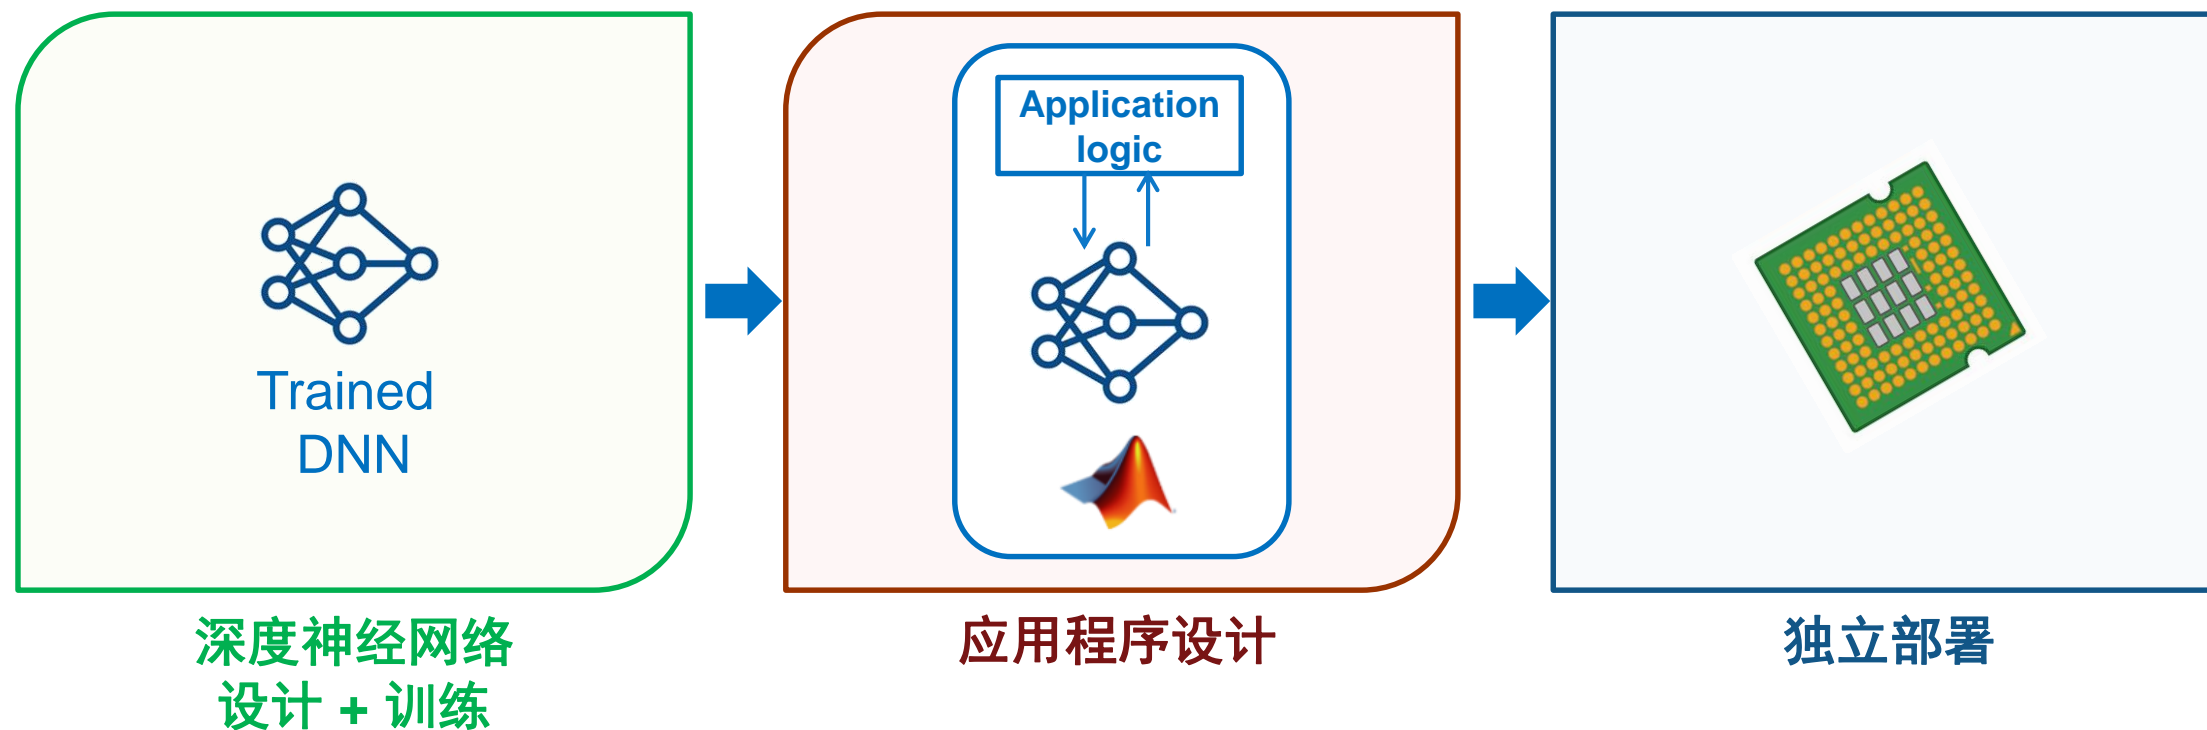 Trained
DNN
深度神经网络
设计 + 训练
Application
logic
应用程序设计
独立部署